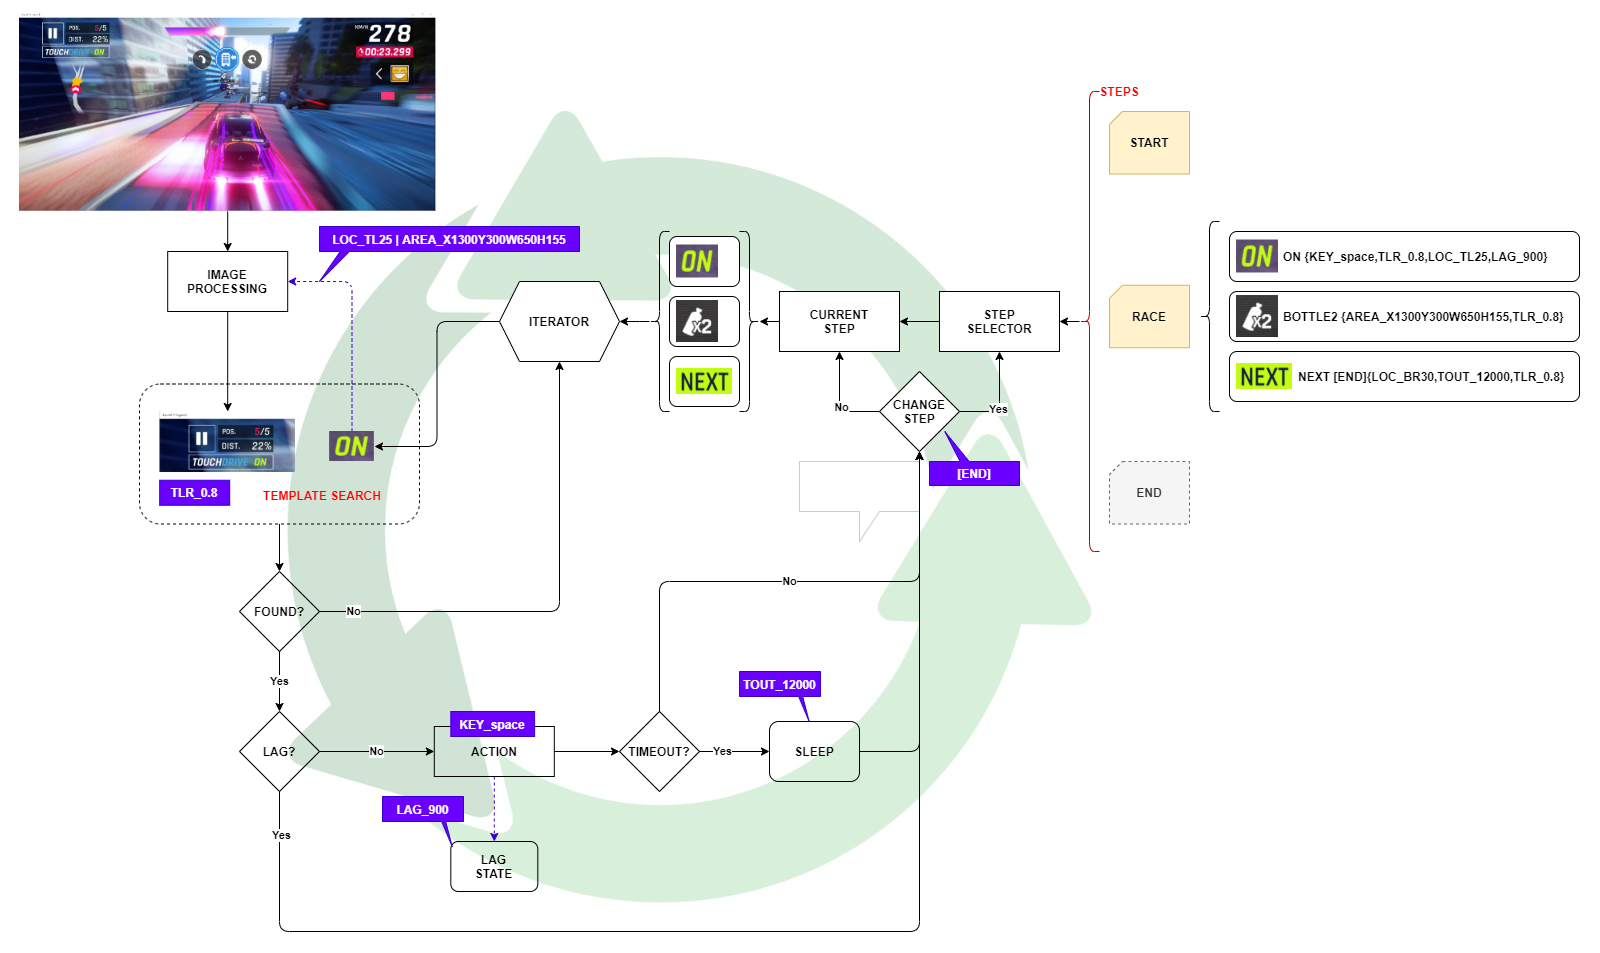 POS. 5/5
DIST. 22%
TOUCHDRIVE ON
KM/H 278
00:23.299
STEPS
START
LOC_TL25 | AREA_X1300Y300W650H155
IMAGE
PROCESSING
ITERATOR
ON
X2
NEXT
CURRENT
STEP
STEP
SELECTOR
RACE
ON
ON {KEY_space,TLR_0.8,LOC_TL25,LAG_900}
X2
BOTTLE2 {AREA_X1300Y300W650H155,TLR_0.8}
NEXT
NEXT [END]{LOC_BR30,TOUT_12000,TLR_0.8}
No
CHANGE
STEP
Yes
[END]
END
POS. 5/5
DIST. 22%
TOUCHDRIVE ON
ON
TLR_0.8
TEMPLATE SEARCH
FOUND?
No
No
Yes
TOUT_12000
KEY_space
LAG?
No
ACTION
TIMEOUT?
Yes
SLEEP
LAG_900
Yes
LAG
STATE